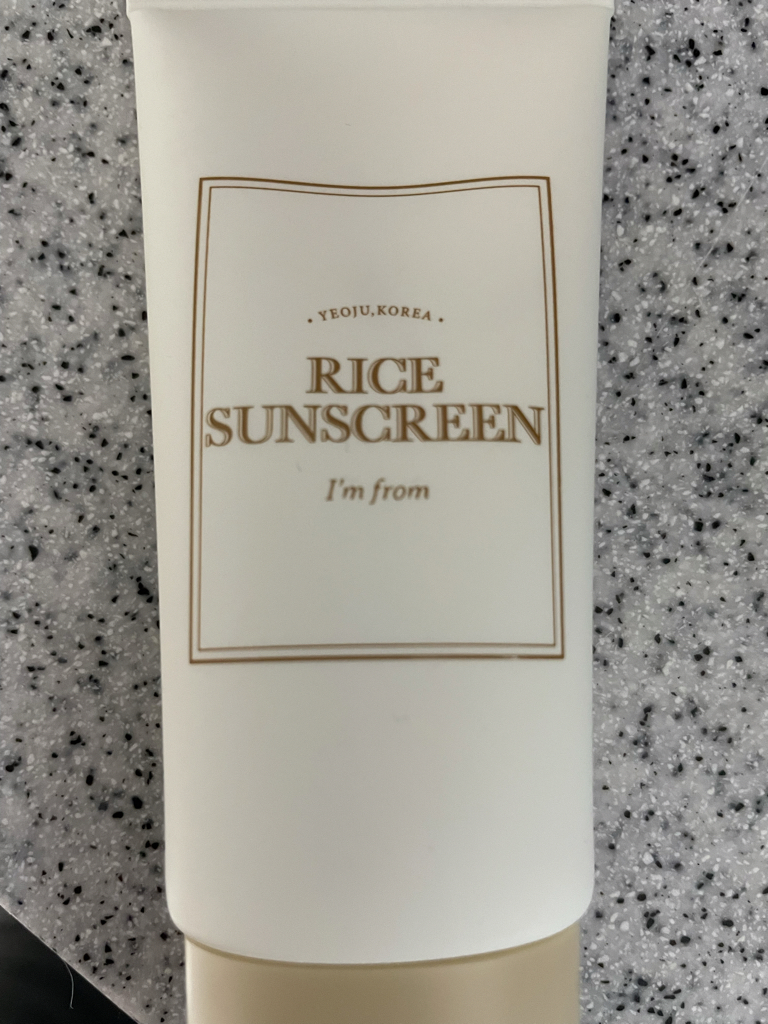 • YEOJU,KOREA •
RICE
SUNSCREEN
I'm from